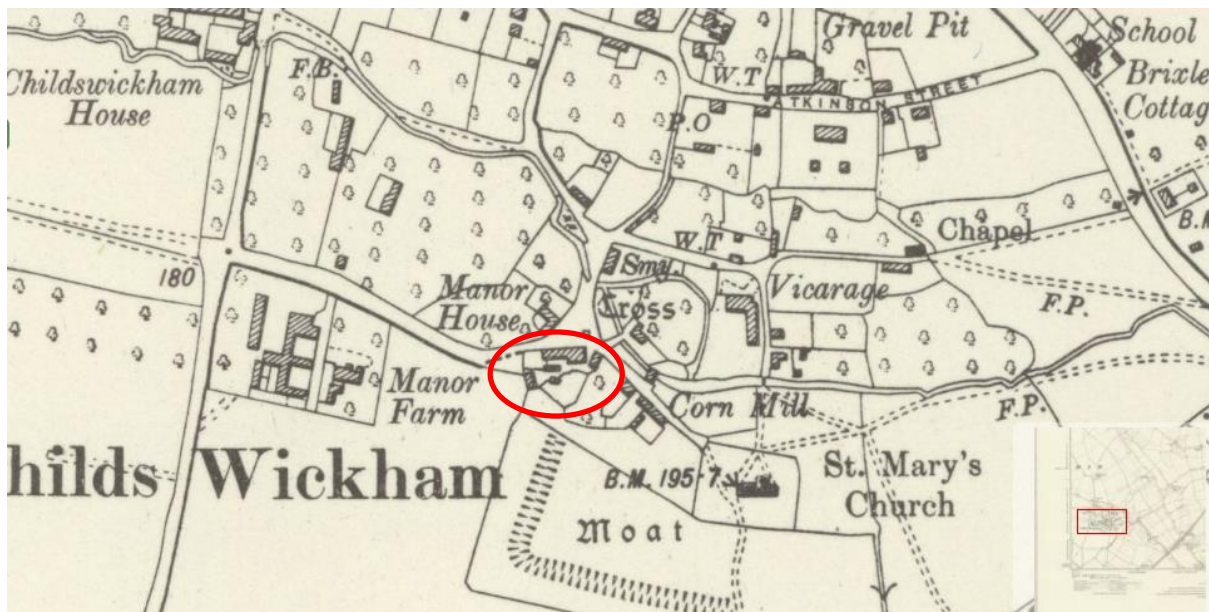 Gravel Pit
School
Brixle
Cottag
Childswickham
House
F.B.
W.T
ATKINSON STREET
P.O
180
Manor
House
W.T
Smy.
Cross
Vicarage
Chapel
B.M
F.P.
Manor
Farm
Corn Mill
F.P.
hilds Wickham
B.M. 195·7
St. Mary's
Church
Moat